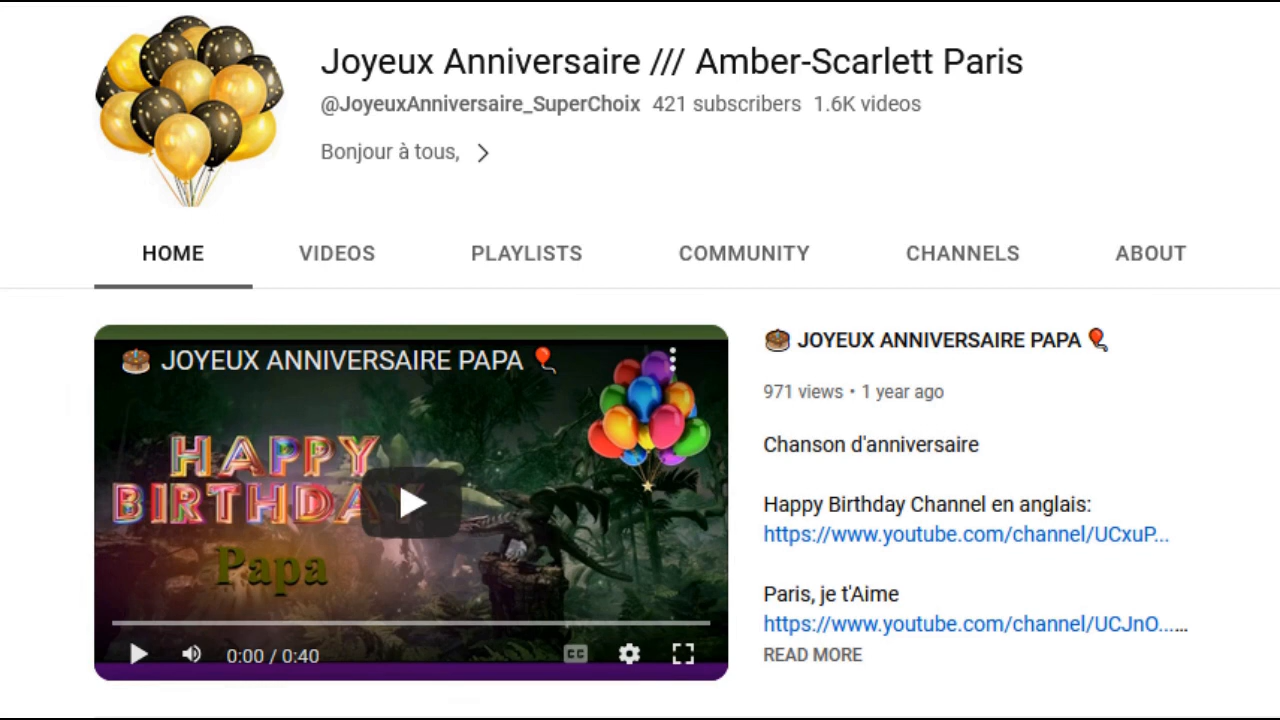 Joyeux Anniversaire /// Amber-Scarlett Paris
@JoyeuxAnniversaire_SuperChoix 421 subscribers 1.6K videos
Bonjour à tous,
HOME VIDEOS PLAYLISTS COMMUNITY CHANNELS ABOUT
JOYEUX ANNIVERSAIRE PAPA
HAPPY
BIRTHDAY
Papa
0:00 / 0:40
CC
JOYEUX ANNIVERSAIRE PAPA
971 views • 1 year ago
Chanson d'anniversaire
Happy Birthday Channel en anglais:
https://www.youtube.com/channel/UCxuP...
Paris, je t'Aime
https://www.youtube.com/channel/UCJnO......
READ MORE